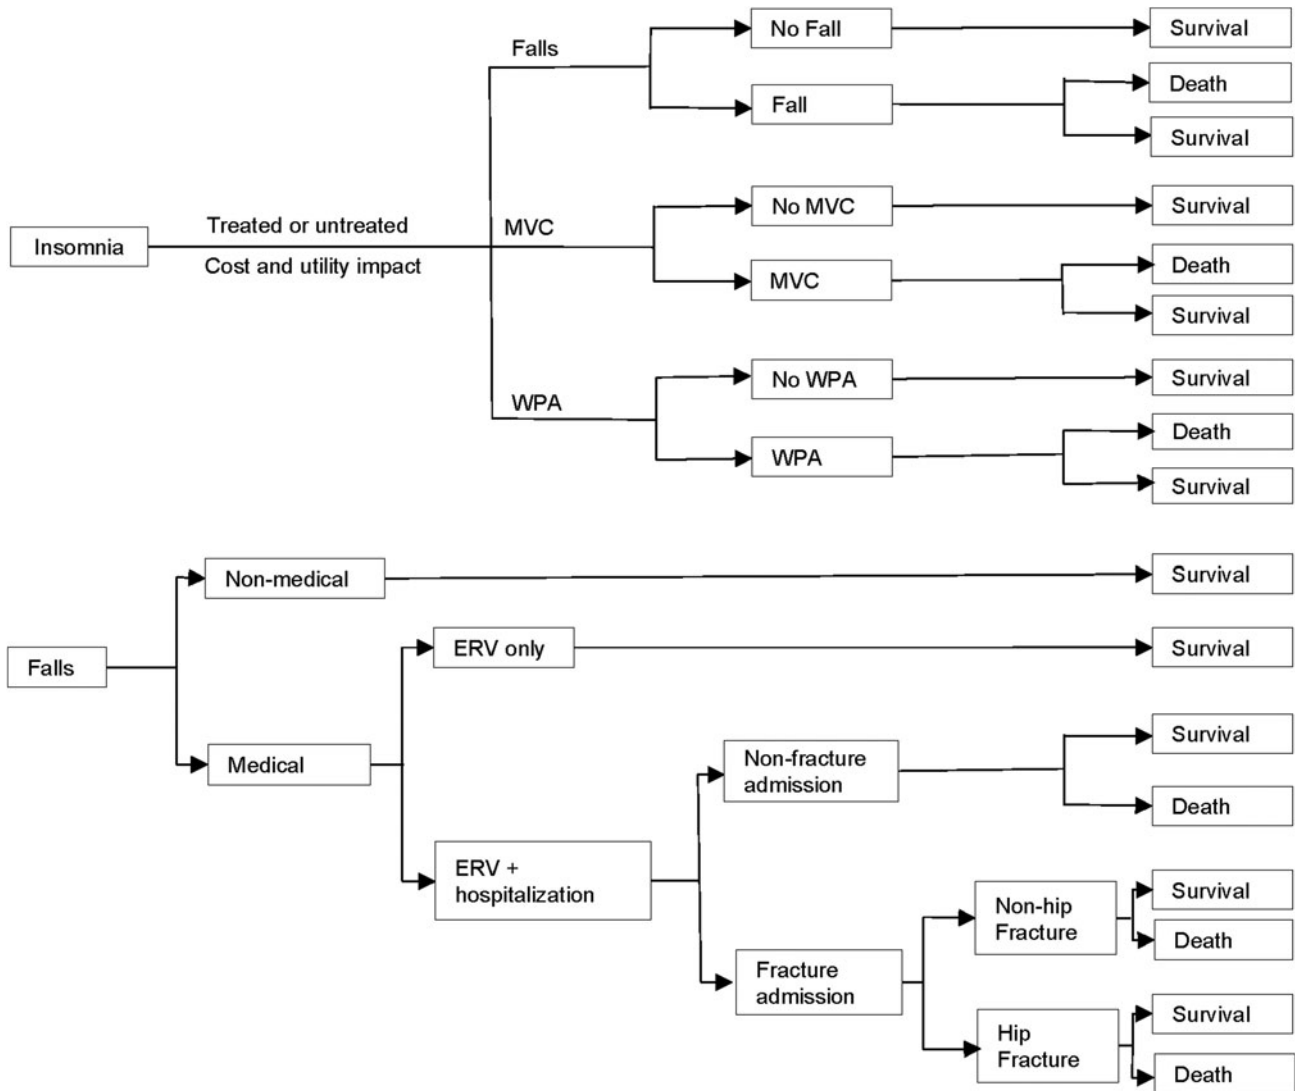 No Fall
Survival
Falls
Death
Fall
Survival
No MVC
Survival
Treated or untreated
MVC
Insomnia
Cost and utility impact
Death
MVC
Survival
No WPA
Survival
WPA
Death
WPA
Survival
Non-medical
Survival
ERV only
Survival
Falls
Survival
Medical
Non-fracture
admission
Death
ERV +
hospitalization
Survival
Non-hip
Fracture
Death
Fracture
admission
Survival
Hip
Fracture
Death